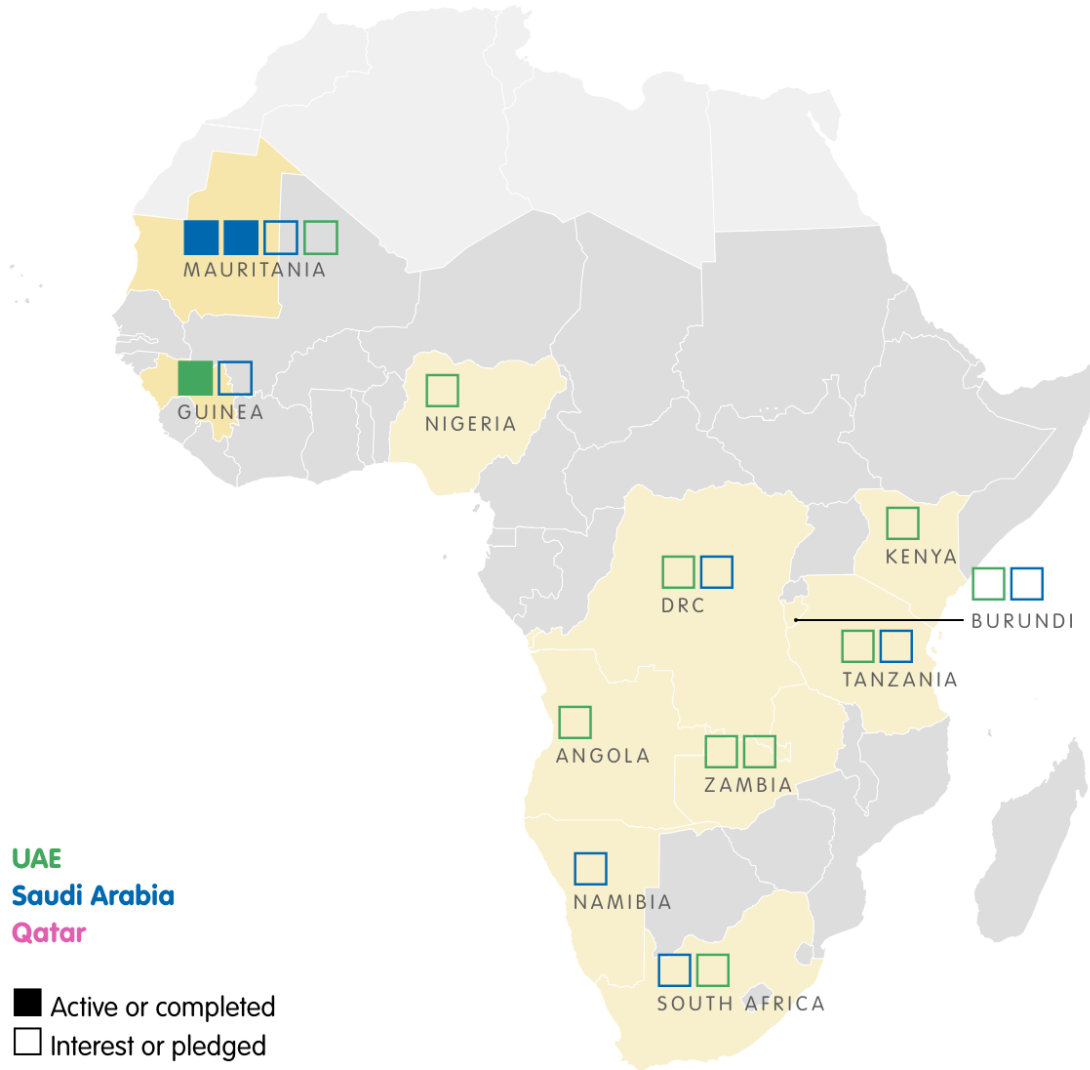 MAURITANIA
GUINEA
NIGERIA
KENYA
DRC
BURUNDI
TANZANIA
ANGOLA
ZAMBIA
UAE
Saudi Arabia
NAMIBIA
Qatar
SOUTH AFRICA
Active or completed
Interest or pledged